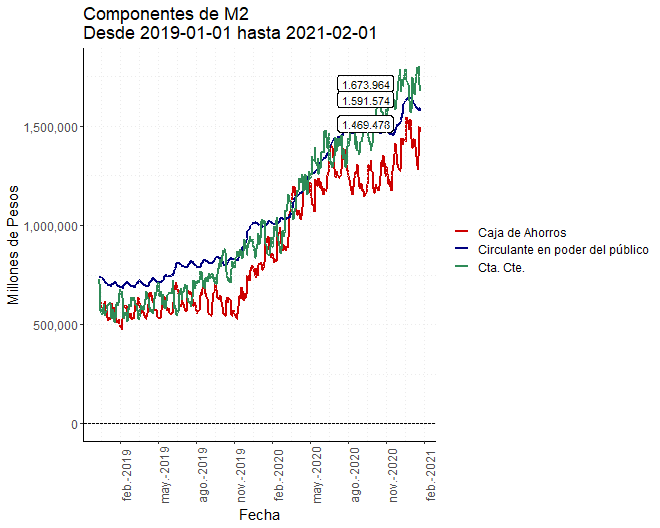 Componentes de M2
Desde 2019-01-01 hasta 2021-02-01
Millones de Pesos
1,500,000
1,000,000
500,000
0
1.673.964
1.591.574
1.469.478
Caja de Ahorros
Circulante en poder del público
Cta. Cte.
feb.-2019
may.-2019
ago.-2019
nov.-2019
feb.-2020
may.-2020
ago.-2020
nov.-2020
feb.-2021
Fecha